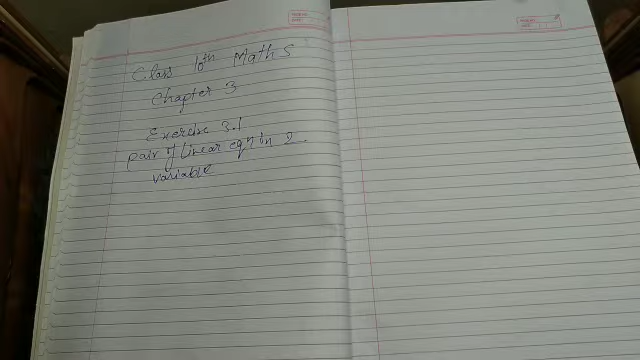 Class 10th Maths
Chapter 3
Exercise 3.1
pair of linear eqn in 2
variable